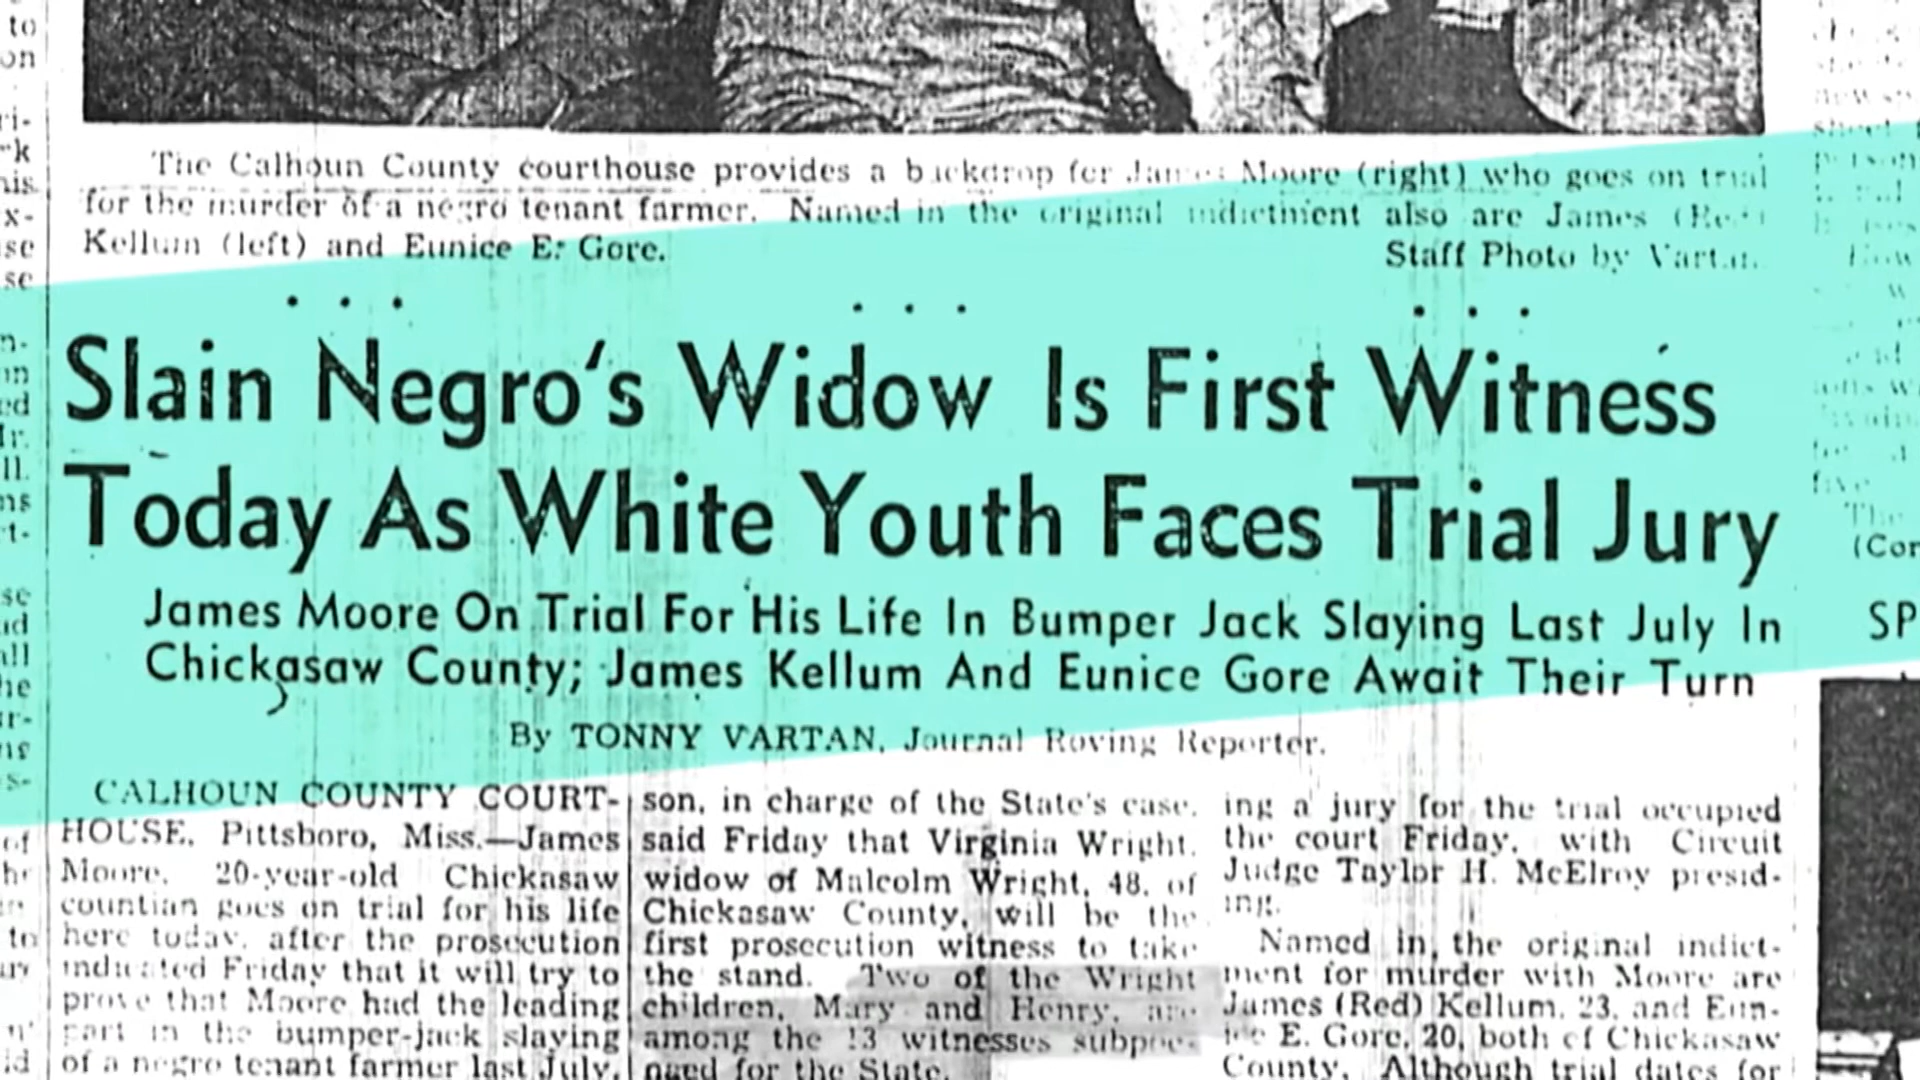 The Calhoun County courthouse provides a backdrop for James Moore (right) who goes on trial
for the murder of a negro tenant farmer. Named in the original indictment also are James (Red)
Kellum (left) and Eunice E. Gore.
Staff Photo by Vartan.
Slain Negro's Widow Is First Witness
Today As White Youth Faces Trial Jury
James Moore On Trial For His Life In Bumper Jack Slaying Last July In
Chickasaw County; James Kellum And Eunice Gore Await Their Turn
By TONNY VARTAN, Journal Roving Reporter.
CALHOUN COUNTY COURT-
HOUSE, Pittsboro, Miss.—James
Moore, 20-year-old Chickasaw
countian goes on trial for his life
here today, after the prosecution
indicated Friday that it will try to
prove that Moore had the leading
part in the bumper-jack slaying
of a negro tenant farmer last July.
son, in charge of the State's case,
said Friday that Virginia Wright,
widow of Malcolm Wright, 48, of
Chickasaw County, will be the
first prosecution witness to take
the stand. Two of the Wright
children, Mary and Henry, are
among the 13 witnesses subpoe-
naed for the State.
ing a jury for the trial occupied
the court Friday, with Circuit
Judge Taylor H. McElroy presid-
ing.
Named in the original indict-
ment for murder with Moore are
James (Red) Kellum, 23, and Eun-
ice E. Gore, 20, both of Chickasaw
County. Although trial dates for
(Con
SP